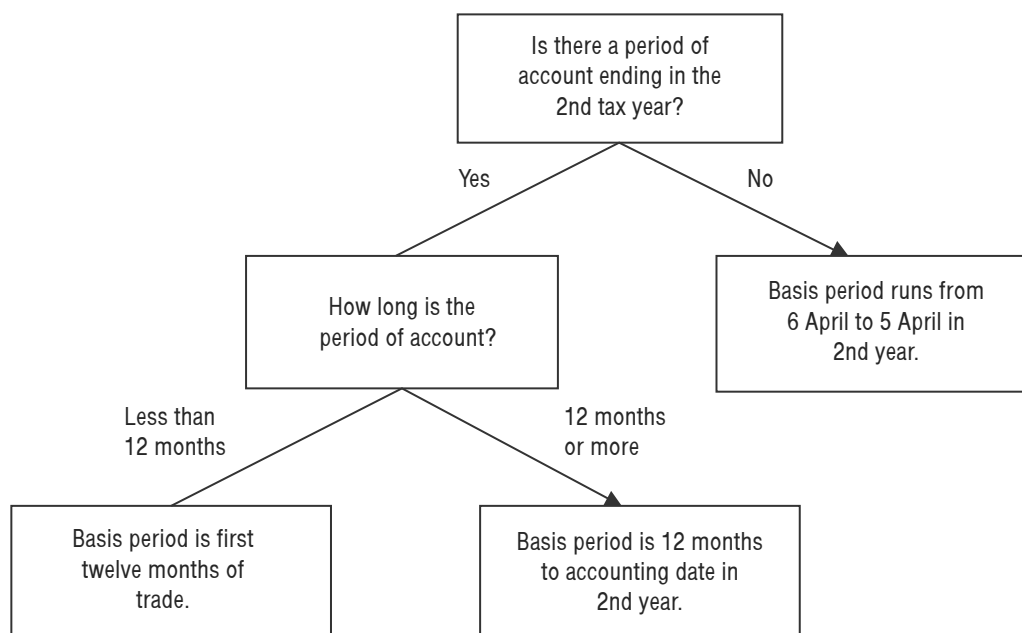 Is there a period of
account ending in the
2nd tax year?
Yes
No
How long is the
period of account?
Basis period runs from
6 April to 5 April in
2nd year.
Less than
12 months
12 months
or more
Basis period is first
twelve months of
trade.
Basis period is 12 months
to accounting date in
2nd year.